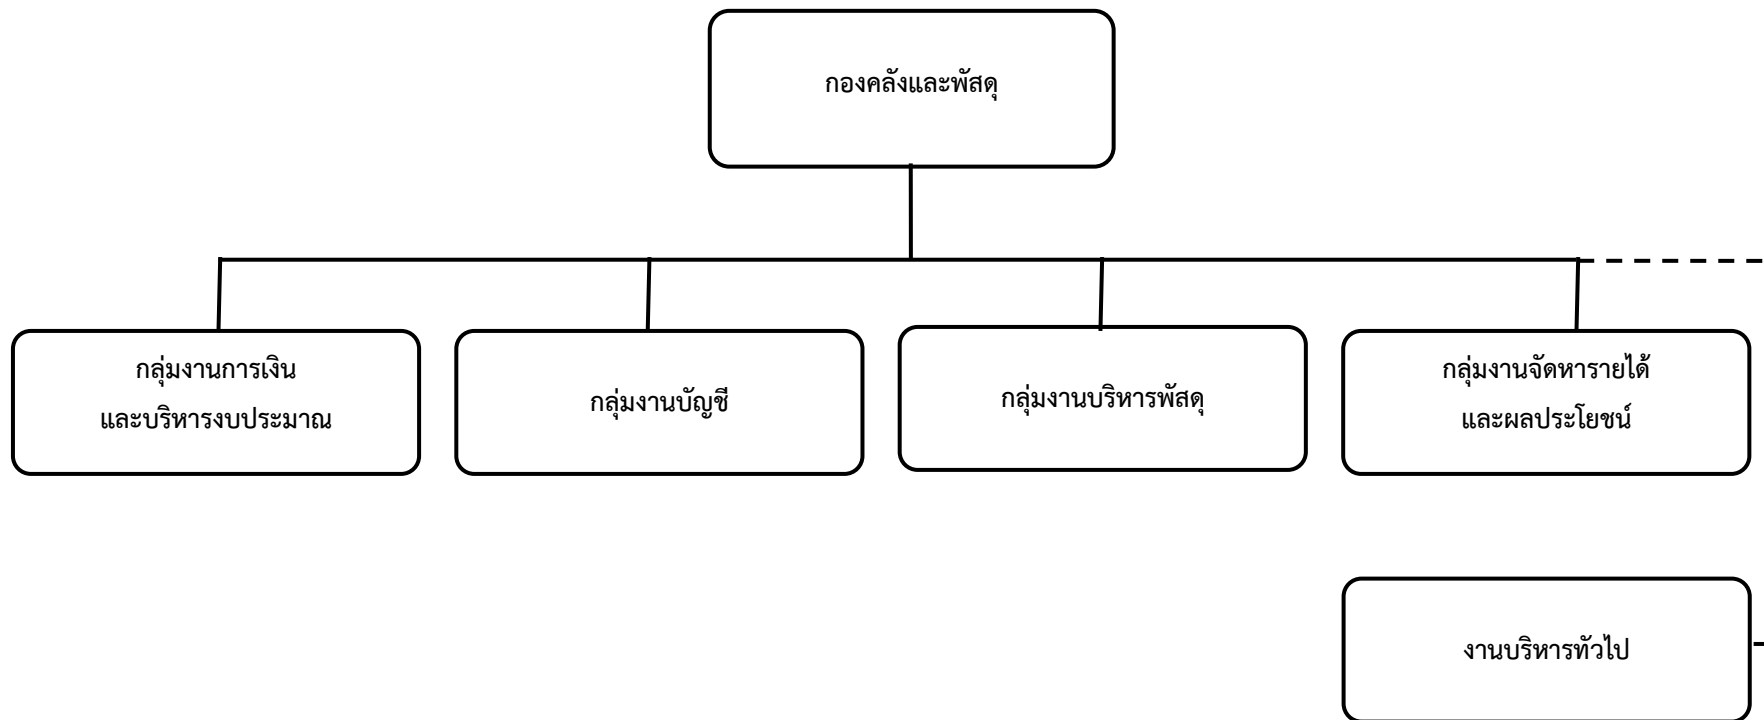 กองคลังและพัสดุ
กลุ่มงานการเงิน
และบริหารงบประมาณ
กลุ่มงานบัญชี
กลุ่มงานบริหารพัสดุ
กลุ่มงานจัดหารายได้
และผลประโยชน์
งานบริหารทั่วไป